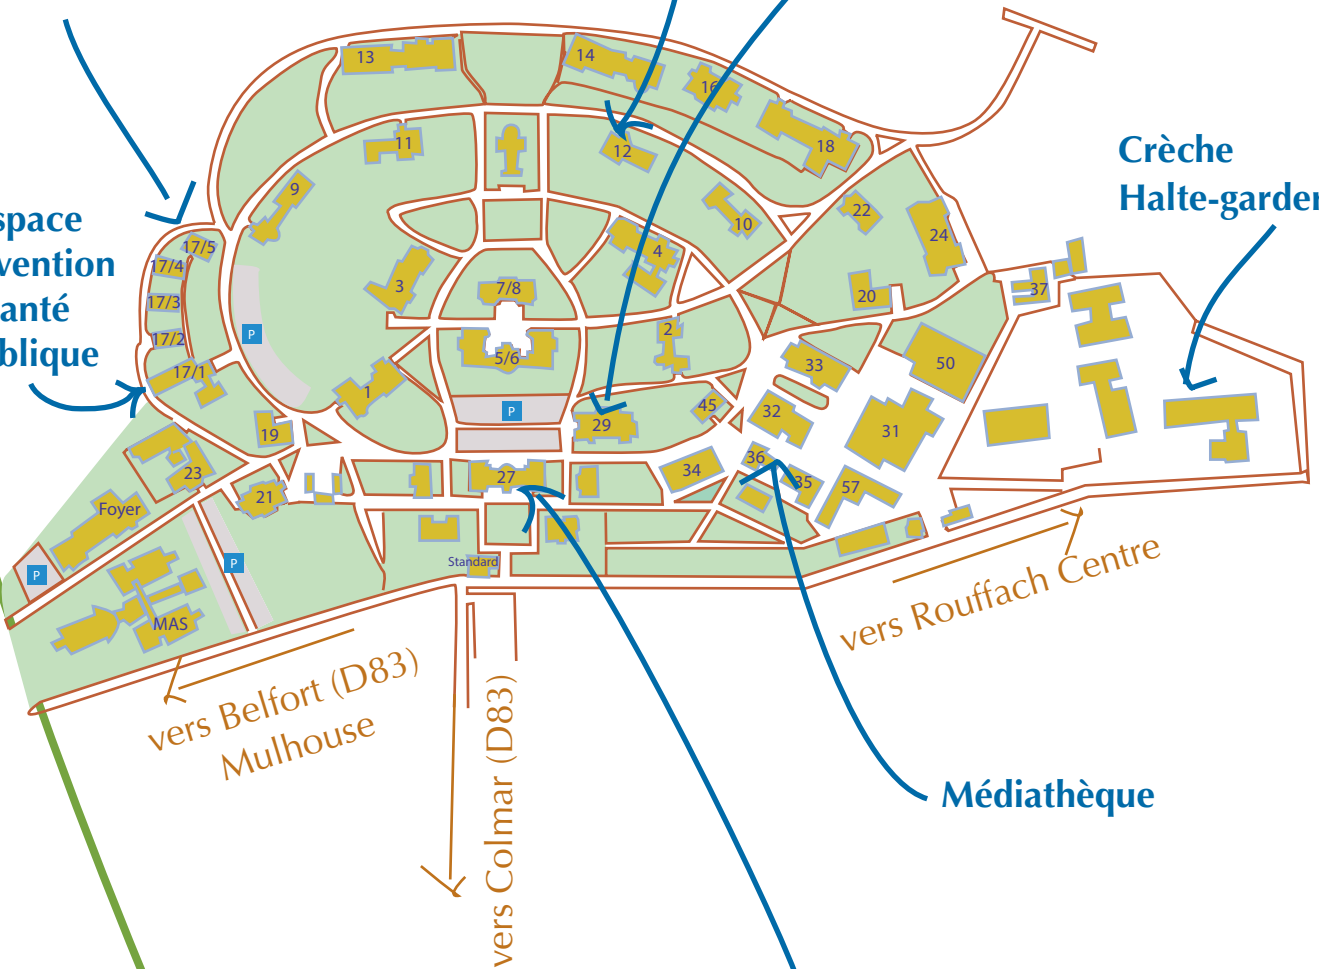 13
14
16
11
12
18
Crèche
Halte-garder
9
10
22
24
space
vention
anté
blique
17/5
17/4
17/3
17/2
17/1
4
3
7/8
20
37
P
2
5/6
33
50
1
P
29
45
32
31
19
23
27
34
36
35
57
21
Foyer
P
P
Standard
MAS
vers Rouffach Centre
vers Belfort (D83)
Mulhouse
vers Colmar (D83)
Médiathèque